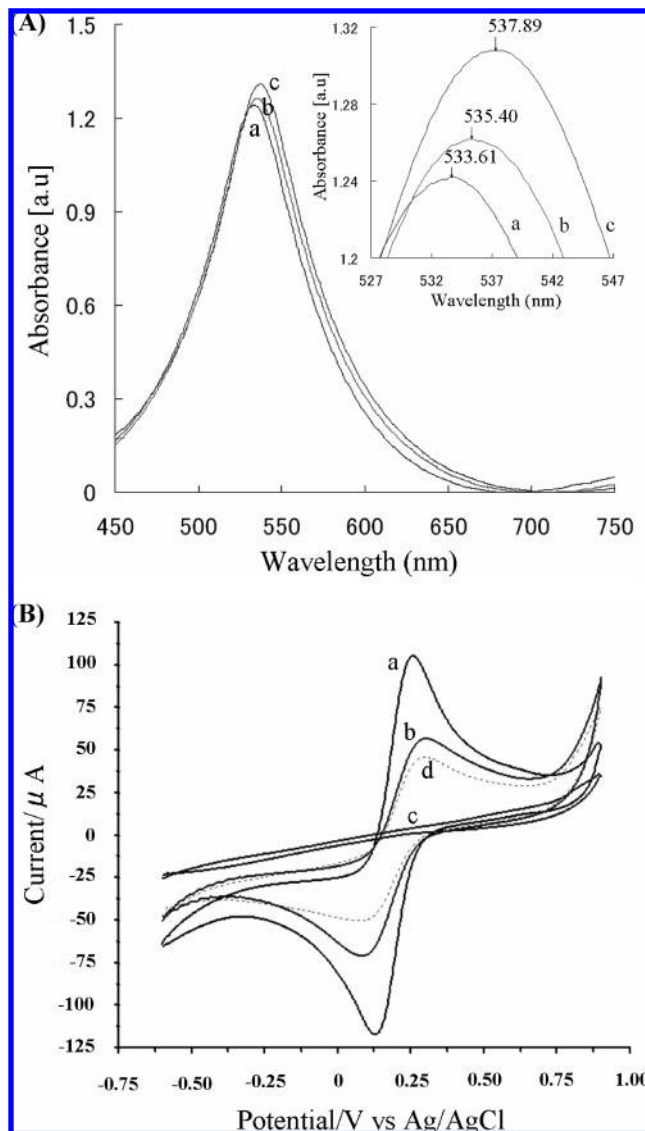 (A)
1.5
1.2
0.9
0.6
0.3
0
450 500 550 600 650 700 750
Wavelength (nm)
Absorbance [a.u]
c
b
a
1.32
1.28
1.24
1.2
527 532 537 542 547
Wavelength (nm)
Absorbance [a.u]
537.89
535.40
533.61
a b c
(B)
125
100
75
50
25
0
-25
-50
-75
-100
-125
-0.75 -0.50 -0.25 0 0.25 0.50 0.75 1.00
Current/ μ A
Potential/V vs Ag/AgCl
a
b
d
c